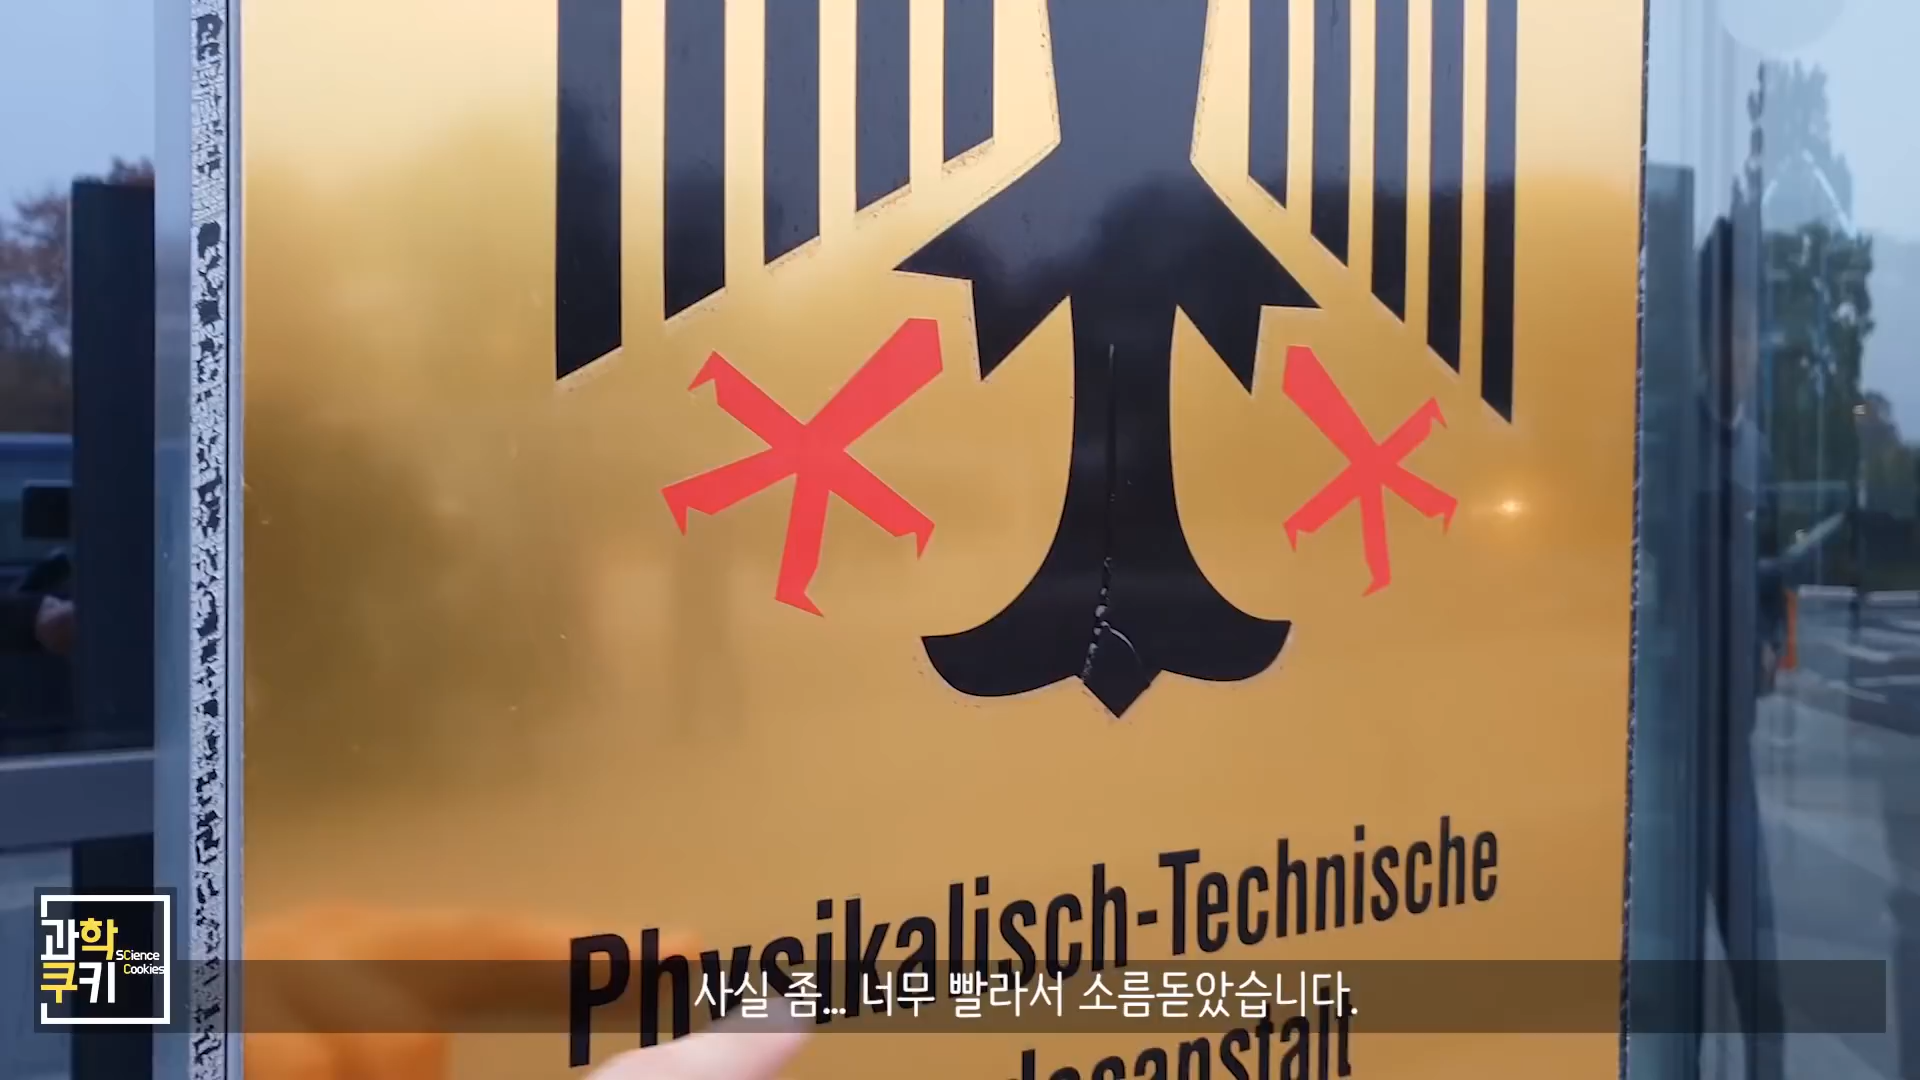 Physikalisch-Technische
과학
SCience
쿠키
Cookies
사실 좀... 너무 빨라서 소름돋았습니다.